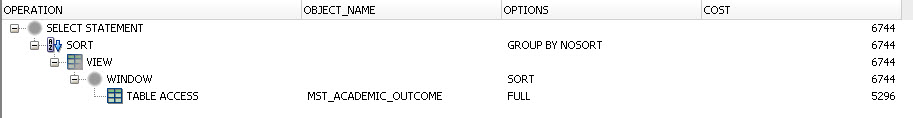 OPERATION OBJECT_NAME OPTIONS COST
SELECT STATEMENT 6744
SORT GROUP BY NOSORT 6744
VIEW 6744
WINDOW SORT 6744
TABLE ACCESS MST_ACADEMIC_OUTCOME FULL 5296